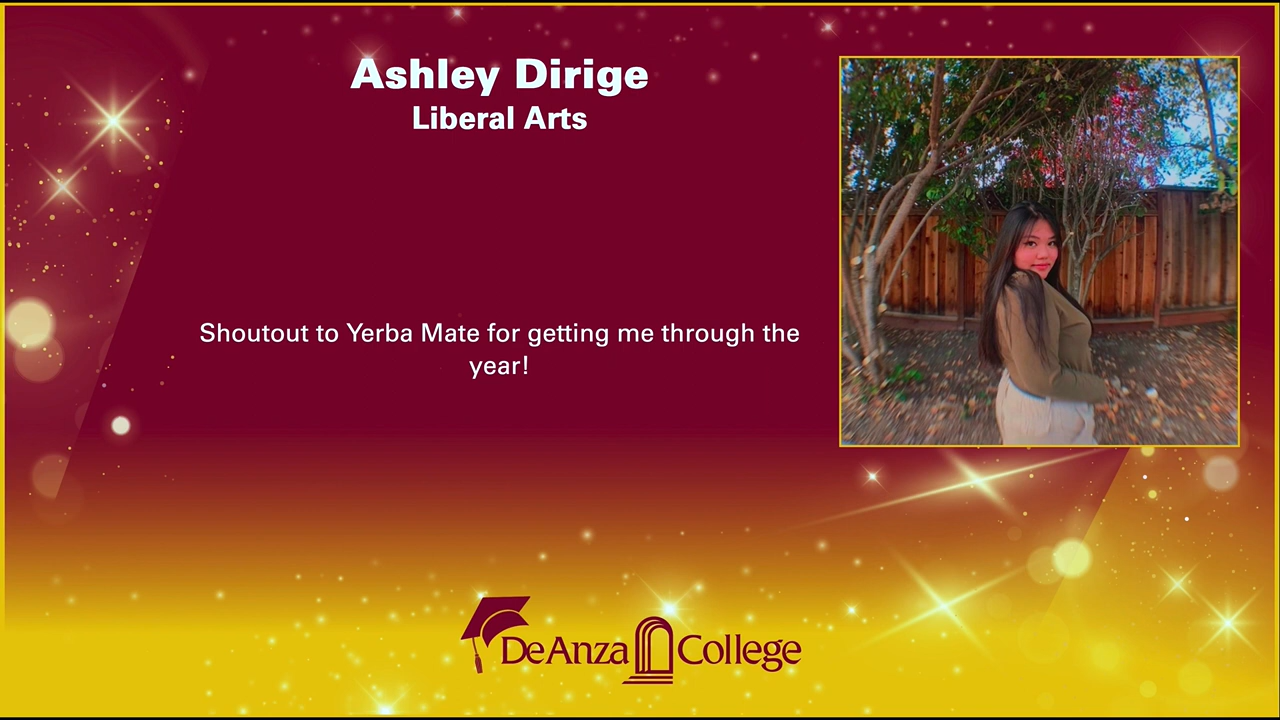 Ashley Dirige
Liberal Arts
Shoutout to Yerba Mate for getting me through the
year!
DeAnza College